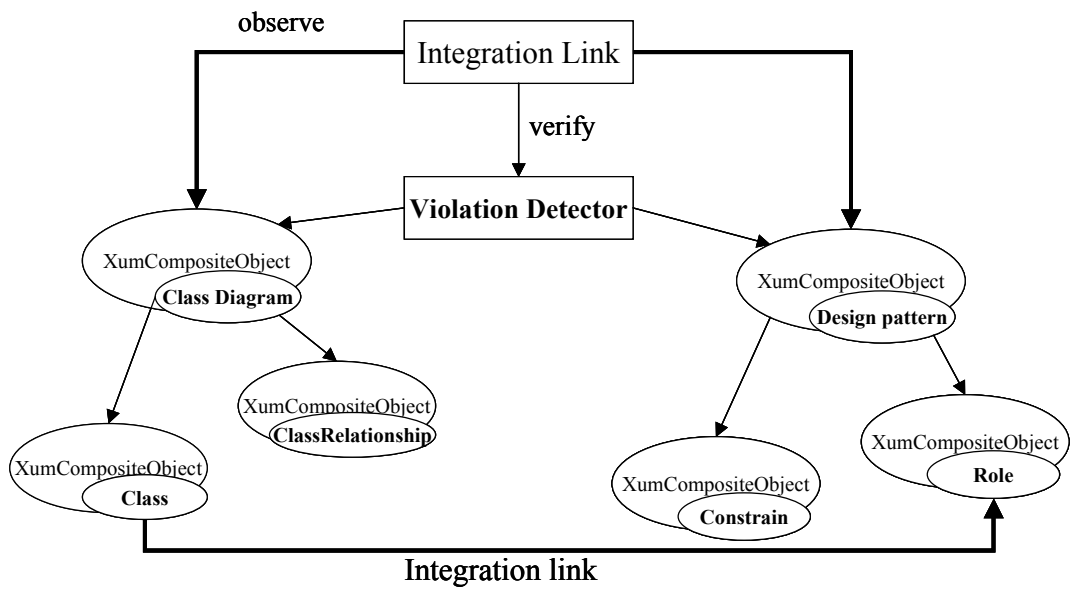 observe
Integration Link
verify
Violation Detector
XumCompositeObject
Class Diagram
XumCompositeObject
Design pattern
XumCompositeObject
ClassRelationship
XumCompositeObject
Class
XumCompositeObject
Constrain
XumCompositeObject
Role
Integration link